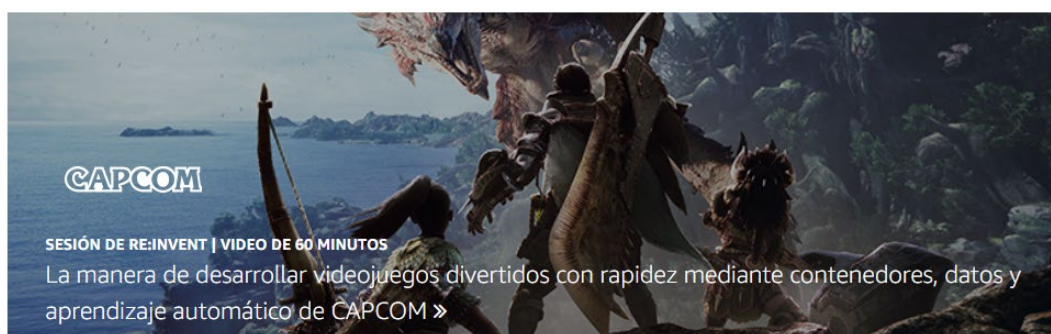 CAPCOM
SESIÓN DE RE:INVENT | VIDEO DE 60 MINUTOS
La manera de desarrollar videojuegos divertidos con rapidez mediante contenedores, datos y
aprendizaje automático de CAPCOM »